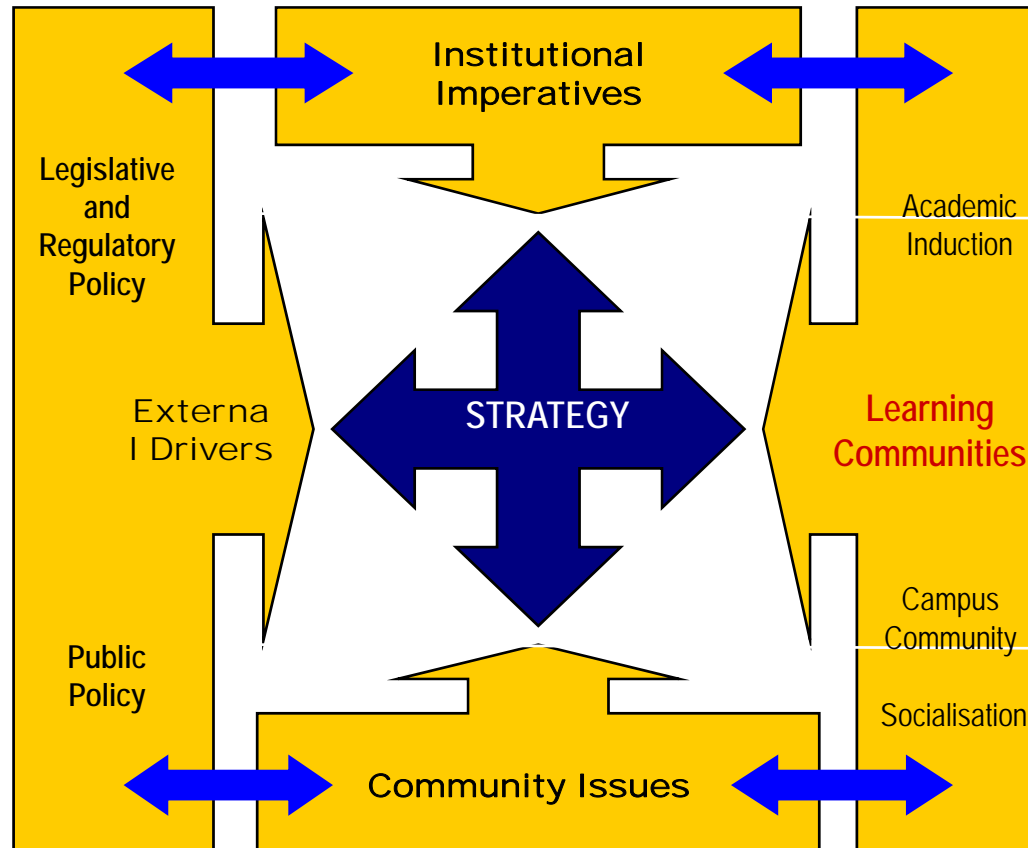 Institutional
Imperatives
Legislative
and
Regulatory
Policy
Academic
Induction
Externa
l Drivers
STRATEGY
Learning
Communities
Public
Policy
Campus
Community
Socialisation
Community Issues